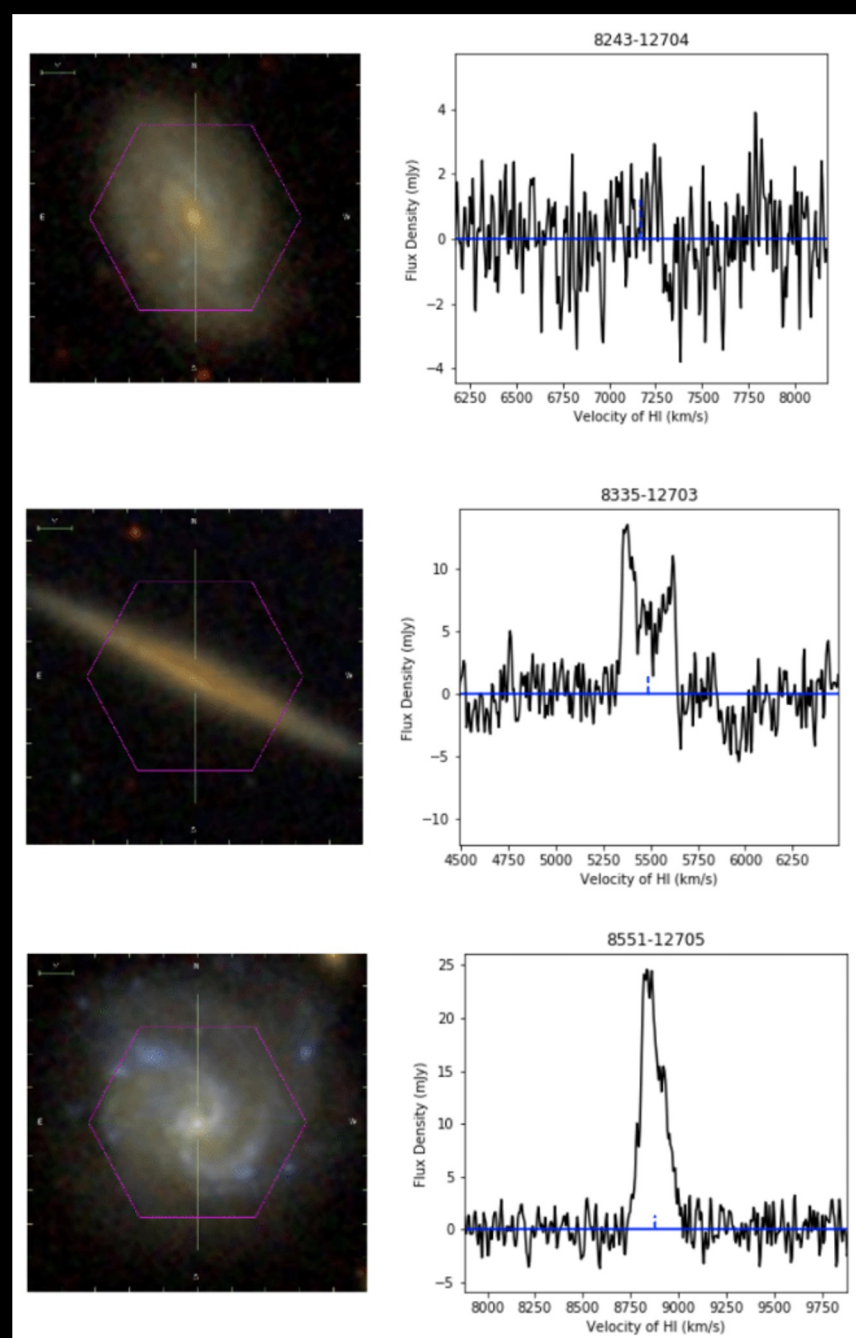 8243-12704
N
E
W
S
Flux Density (mJy)
4
2
0
−2
−4
6250 6500 6750 7000 7250 7500 7750 8000
Velocity of HI (km/s)
8335-12703
N
E
W
S
Flux Density (mJy)
10
5
0
−5
−10
4500 4750 5000 5250 5500 5750 6000 6250
Velocity of HI (km/s)
8551-12705
N
E
W
S
Flux Density (mJy)
25
20
15
10
5
0
−5
8000 8250 8500 8750 9000 9250 9500 9750
Velocity of HI (km/s)